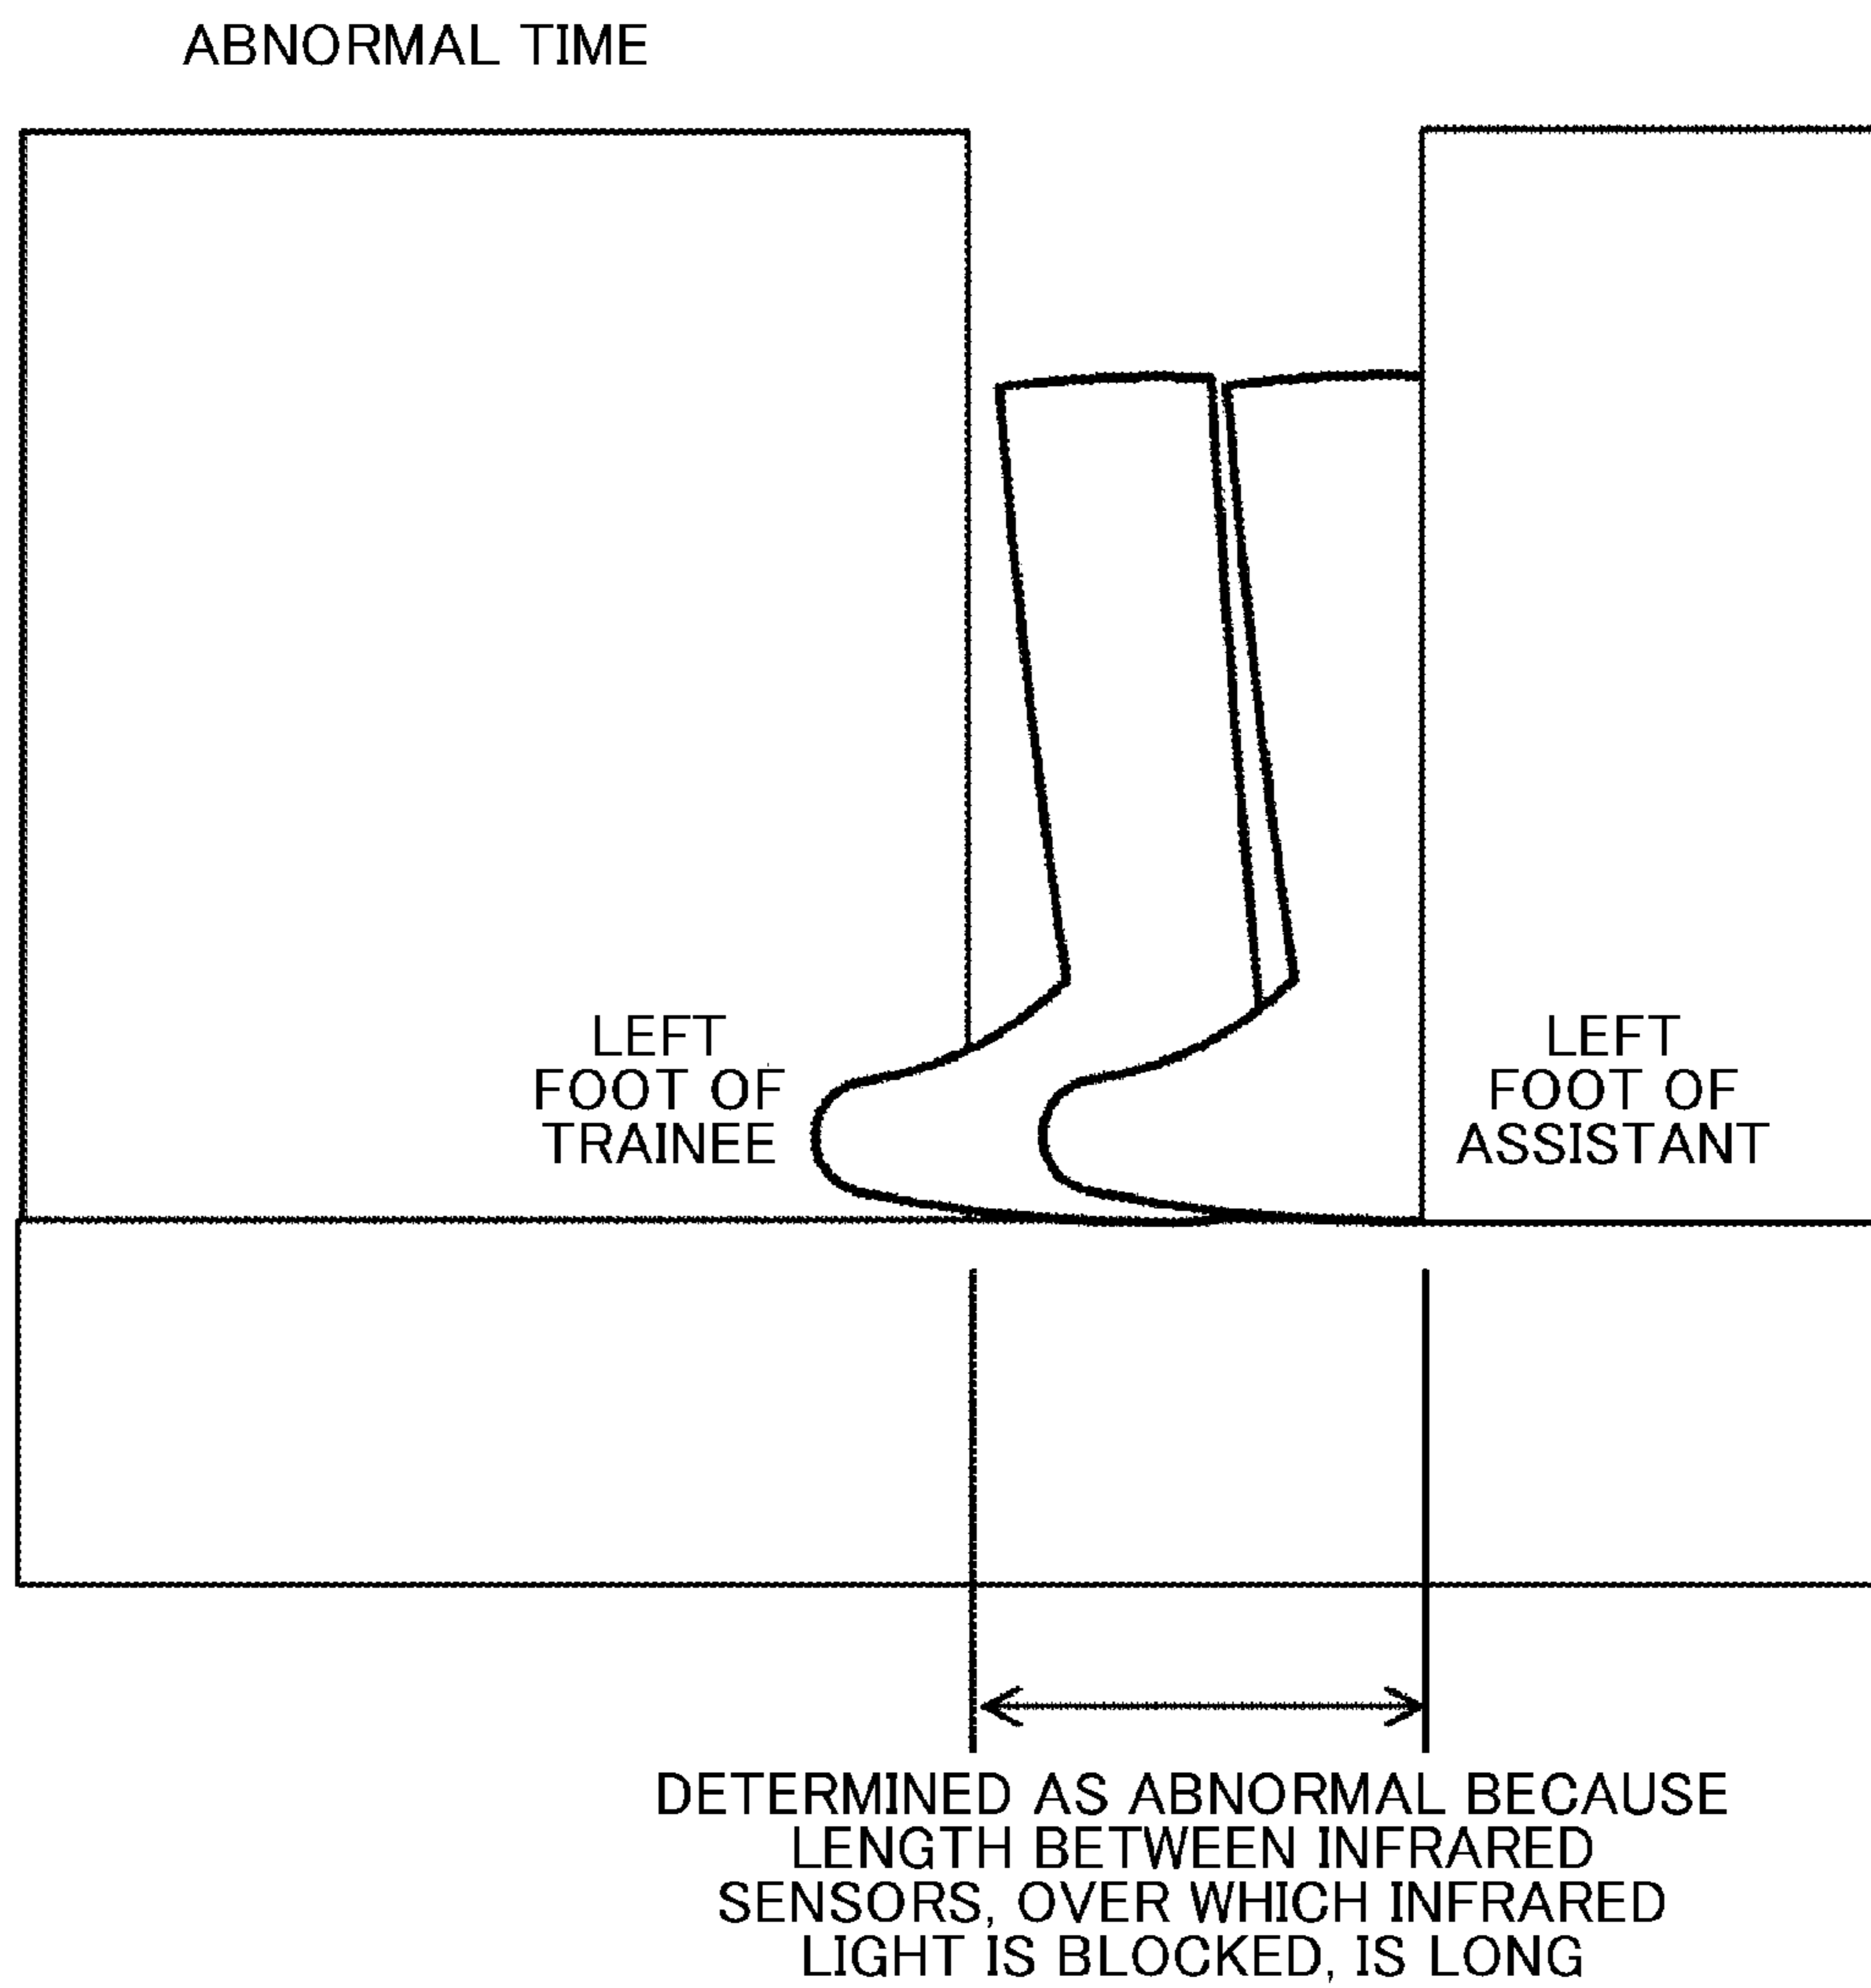 ABNORMAL TIME
LEFT
FOOT OF
TRAINEE
LEFT
FOOT OF
ASSISTANT
DETERMINED AS ABNORMAL BECAUSE
LENGTH BETWEEN INFRARED
SENSORS, OVER WHICH INFRARED
LIGHT IS BLOCKED, IS LONG